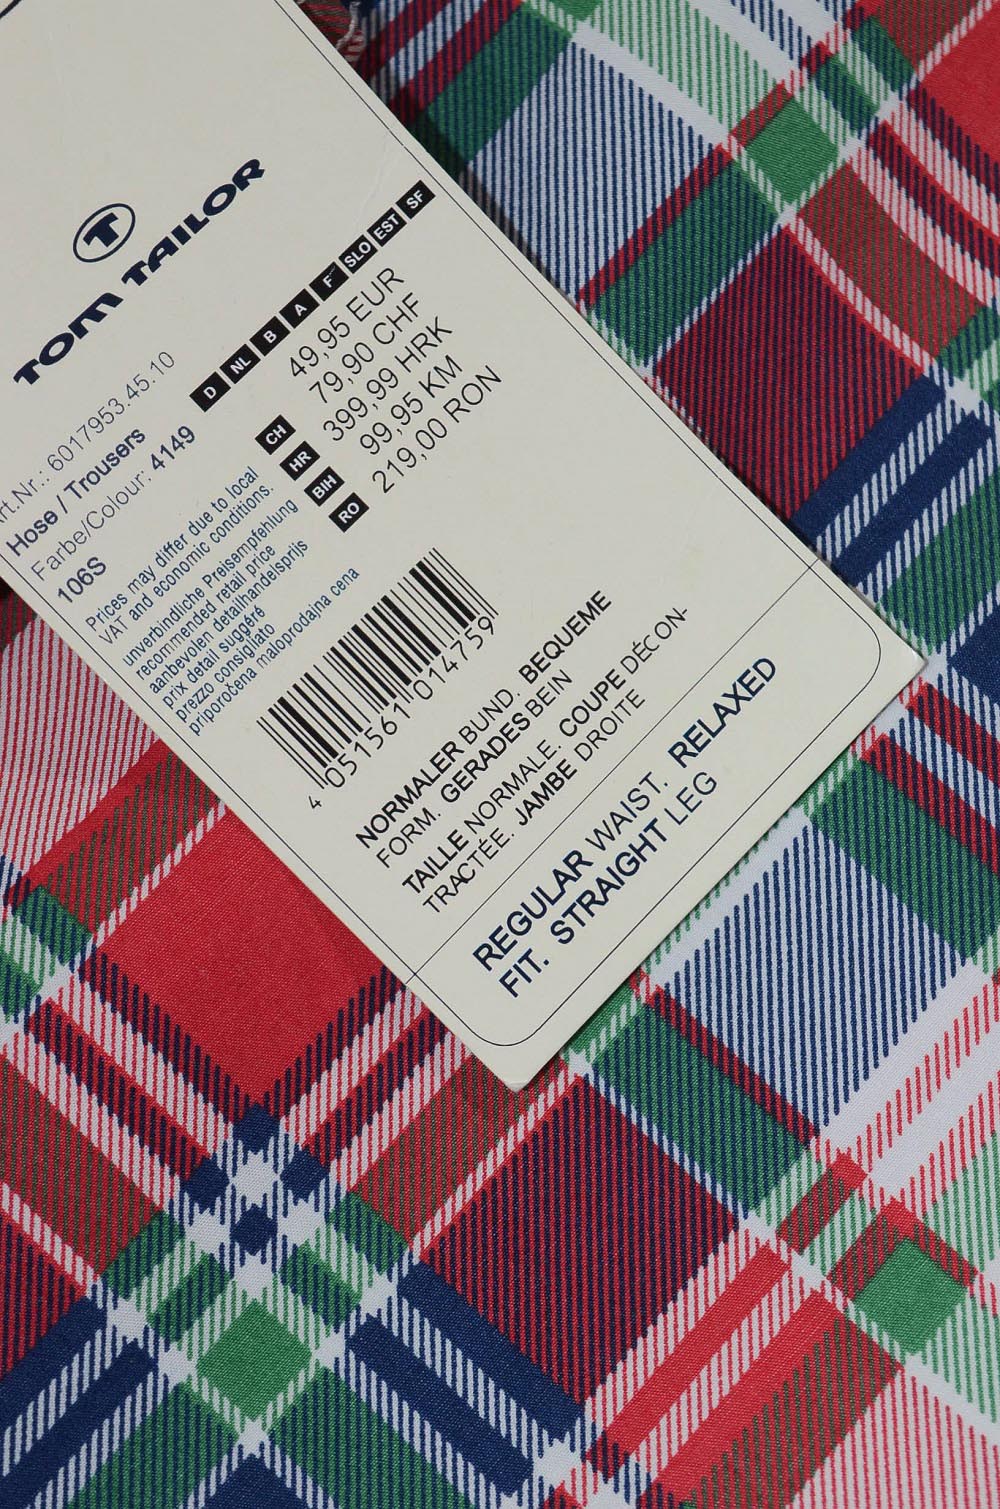 T
TOM TAILOR
Art.Nr.: 6017953.45.10
Hose / Trousers
Farbe/Colour: 4149
106S
D NL B A F SLO EST SF
49,95 EUR
CH 79,90 CHF
HR 399,99 HRK
BIH 99,95 KM
RO 219,00 RON
Prices may differ due to local
VAT and economic conditions.
unverbindliche Preisempfehlung
recommended retail price
aanbevolen detailhandelsprijs
prix detail suggéré
prezzo consigliato
priporočena maloprodajna cena
4 051561 014759
NORMALER BUND. BEQUEME
FORM. GERADES BEIN
TAILLE NORMALE. COUPE DÉCON-
TRACTÉE. JAMBE DROITE
REGULAR WAIST. RELAXED
FIT. STRAIGHT LEG